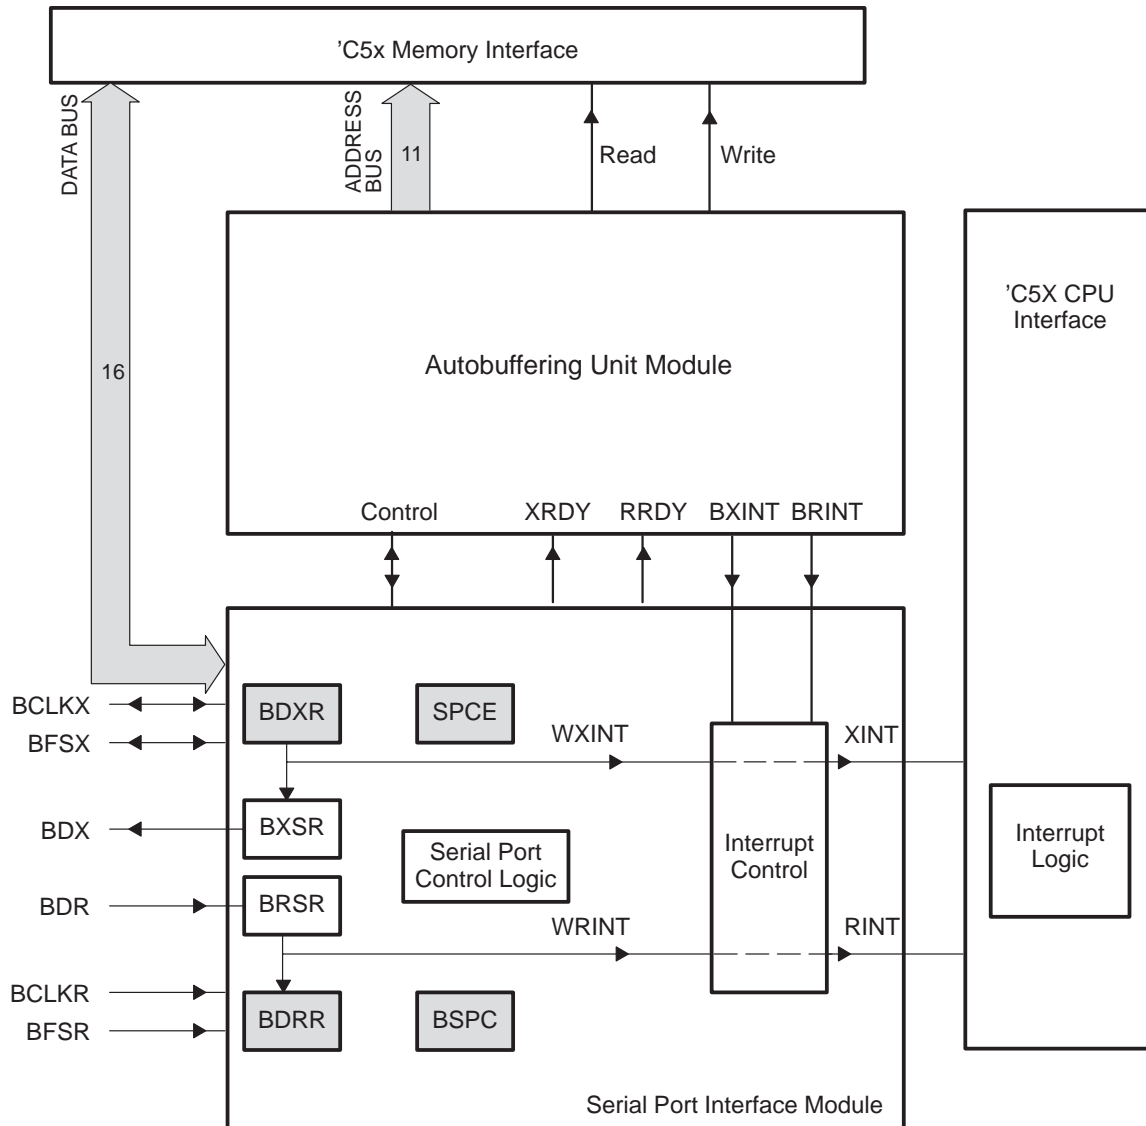 'C5x Memory Interface
DATA BUS
ADDRESS
BUS
11
Read
Write
16
'C5X CPU
Interface
Autobuffering Unit Module
Control
XRDY
RRDY
BXINT
BRINT
BCLKX
BFSX
BDX
BDR
BCLKR
BFSR
BDXR
SPCE
WXINT
XINT
BXSR
Serial Port
Control Logic
Interrupt
Control
Interrupt
Logic
BRSR
WRINT
RINT
BDRR
BSPC
Serial Port Interface Module